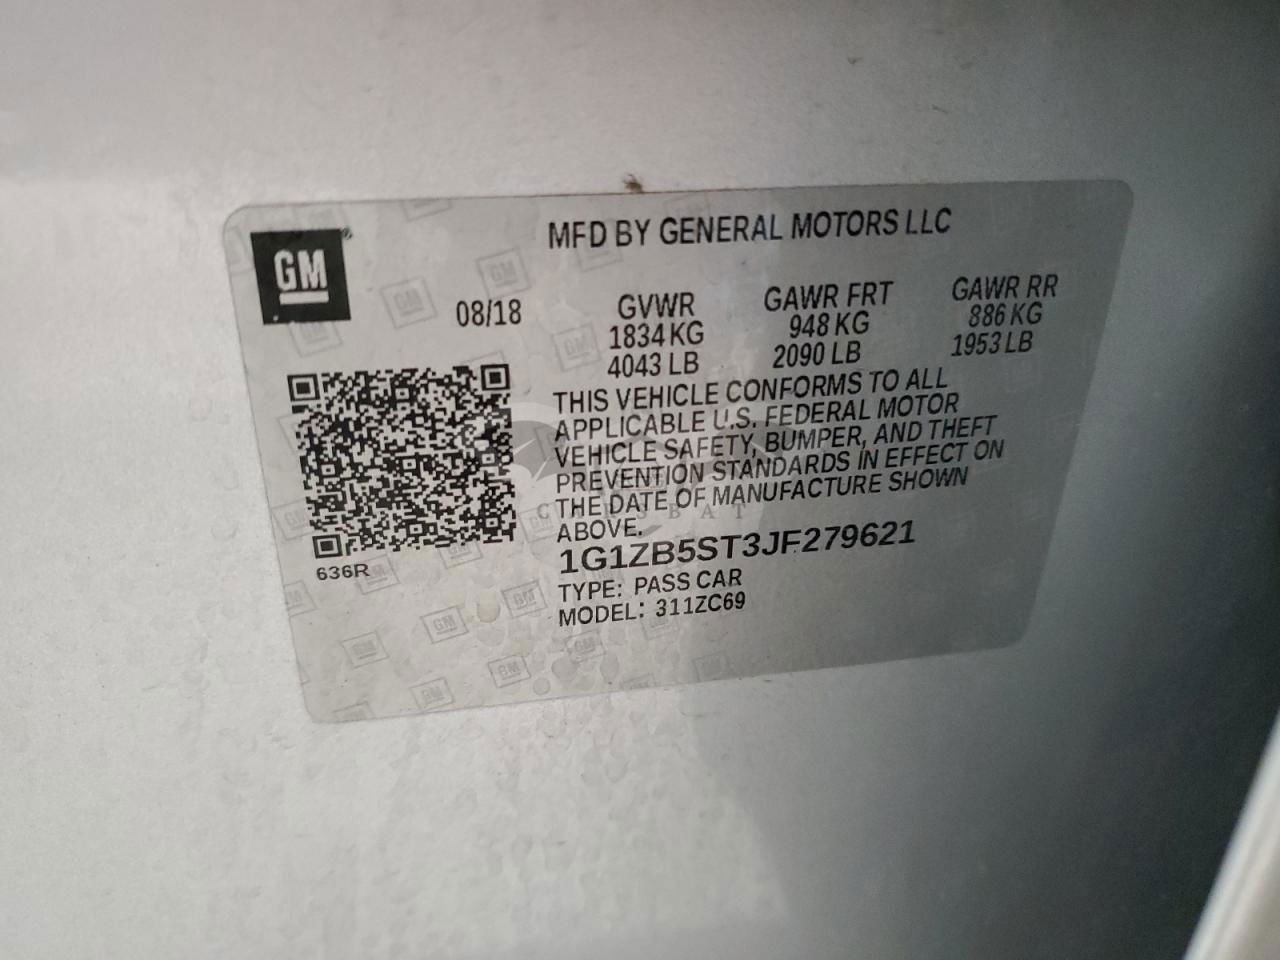 MFD BY GENERAL MOTORS LLC
GM
08/18
GVWR
1834 KG
4043 LB
GAWR FRT
948 KG
2090 LB
GAWR RR
886 KG
1953 LB
THIS VEHICLE CONFORMS TO ALL
APPLICABLE U.S. FEDERAL MOTOR
VEHICLE SAFETY, BUMPER, AND THEFT
PREVENTION STANDARDS IN EFFECT ON
THE DATE OF MANUFACTURE SHOWN
ABOVE.
1G1ZB5ST3JF279621
TYPE: PASS CAR
MODEL: 311ZC69
636R